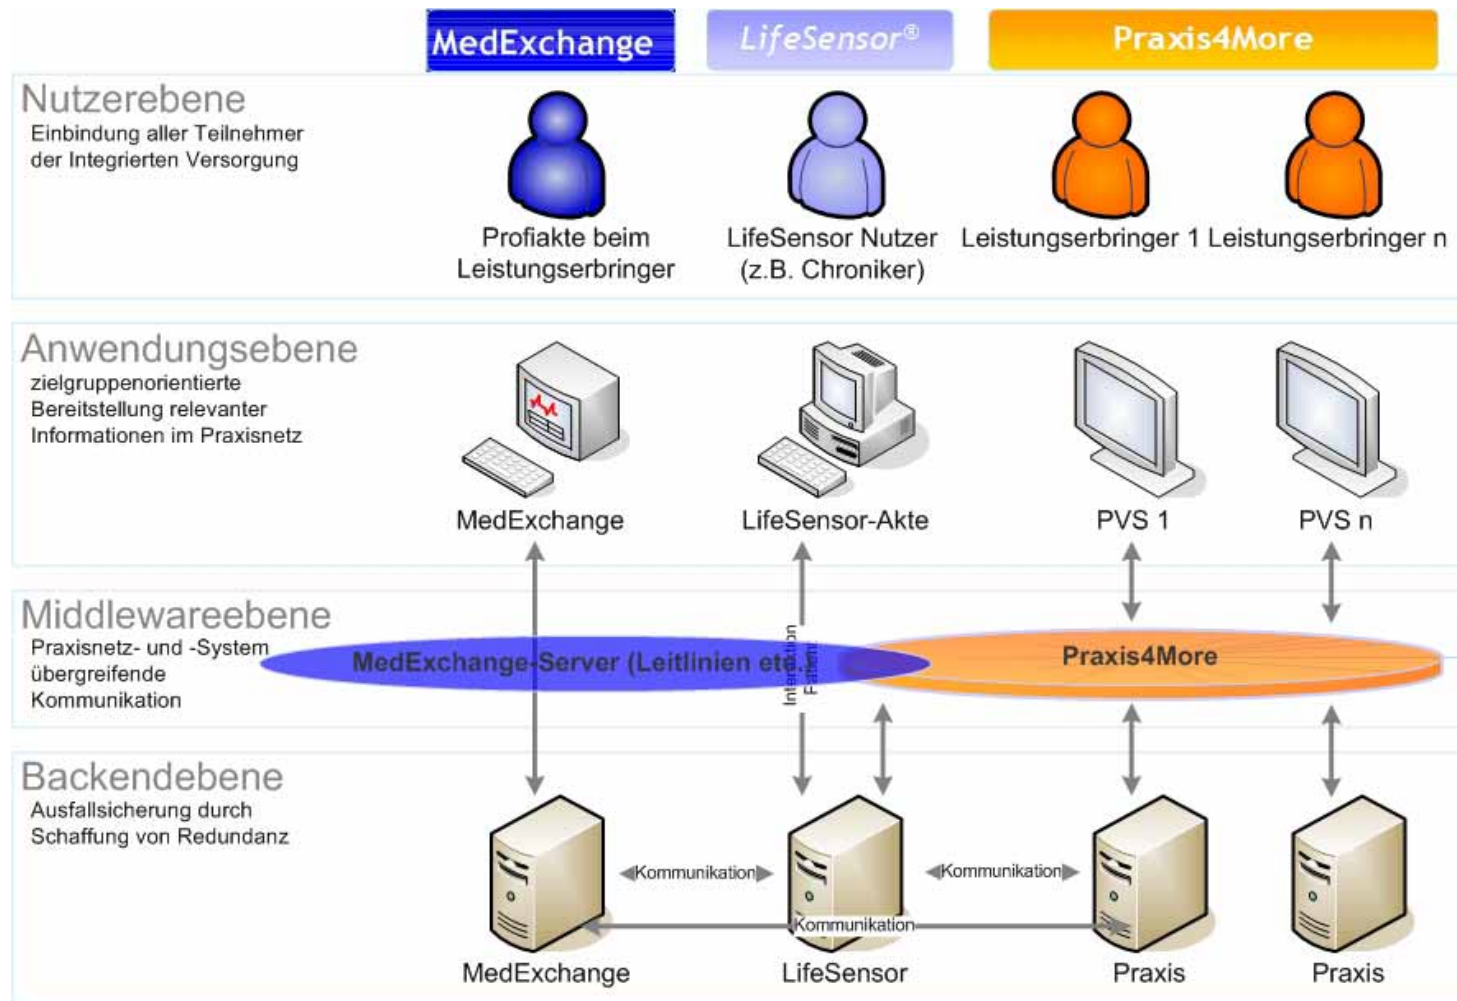 MedExchange
LifeSensor®
Praxis4More
Nutzerebene
Einbindung aller Teilnehmer
der Integrierten Versorgung
Profiakte beim
Leistungserbringer
LifeSensor Nutzer
(z.B. Chroniker)
Leistungserbringer 1
Leistungserbringer n
Anwendungsebene
zielgruppenorientierte
Bereitstellung relevanter
Informationen im Praxisnetz
MedExchange
LifeSensor-Akte
PVS 1
PVS n
Middlewareebene
Praxisnetz- und -System
übergreifende
Kommunikation
MedExchange-Server (Leitlinien etc.
Interaktion
Patient
Praxis4More
Backendebene
Ausfallsicherung durch
Schaffung von Redundanz
Kommunikation
Kommunikation
Kommunikation
MedExchange
LifeSensor
Praxis
Praxis